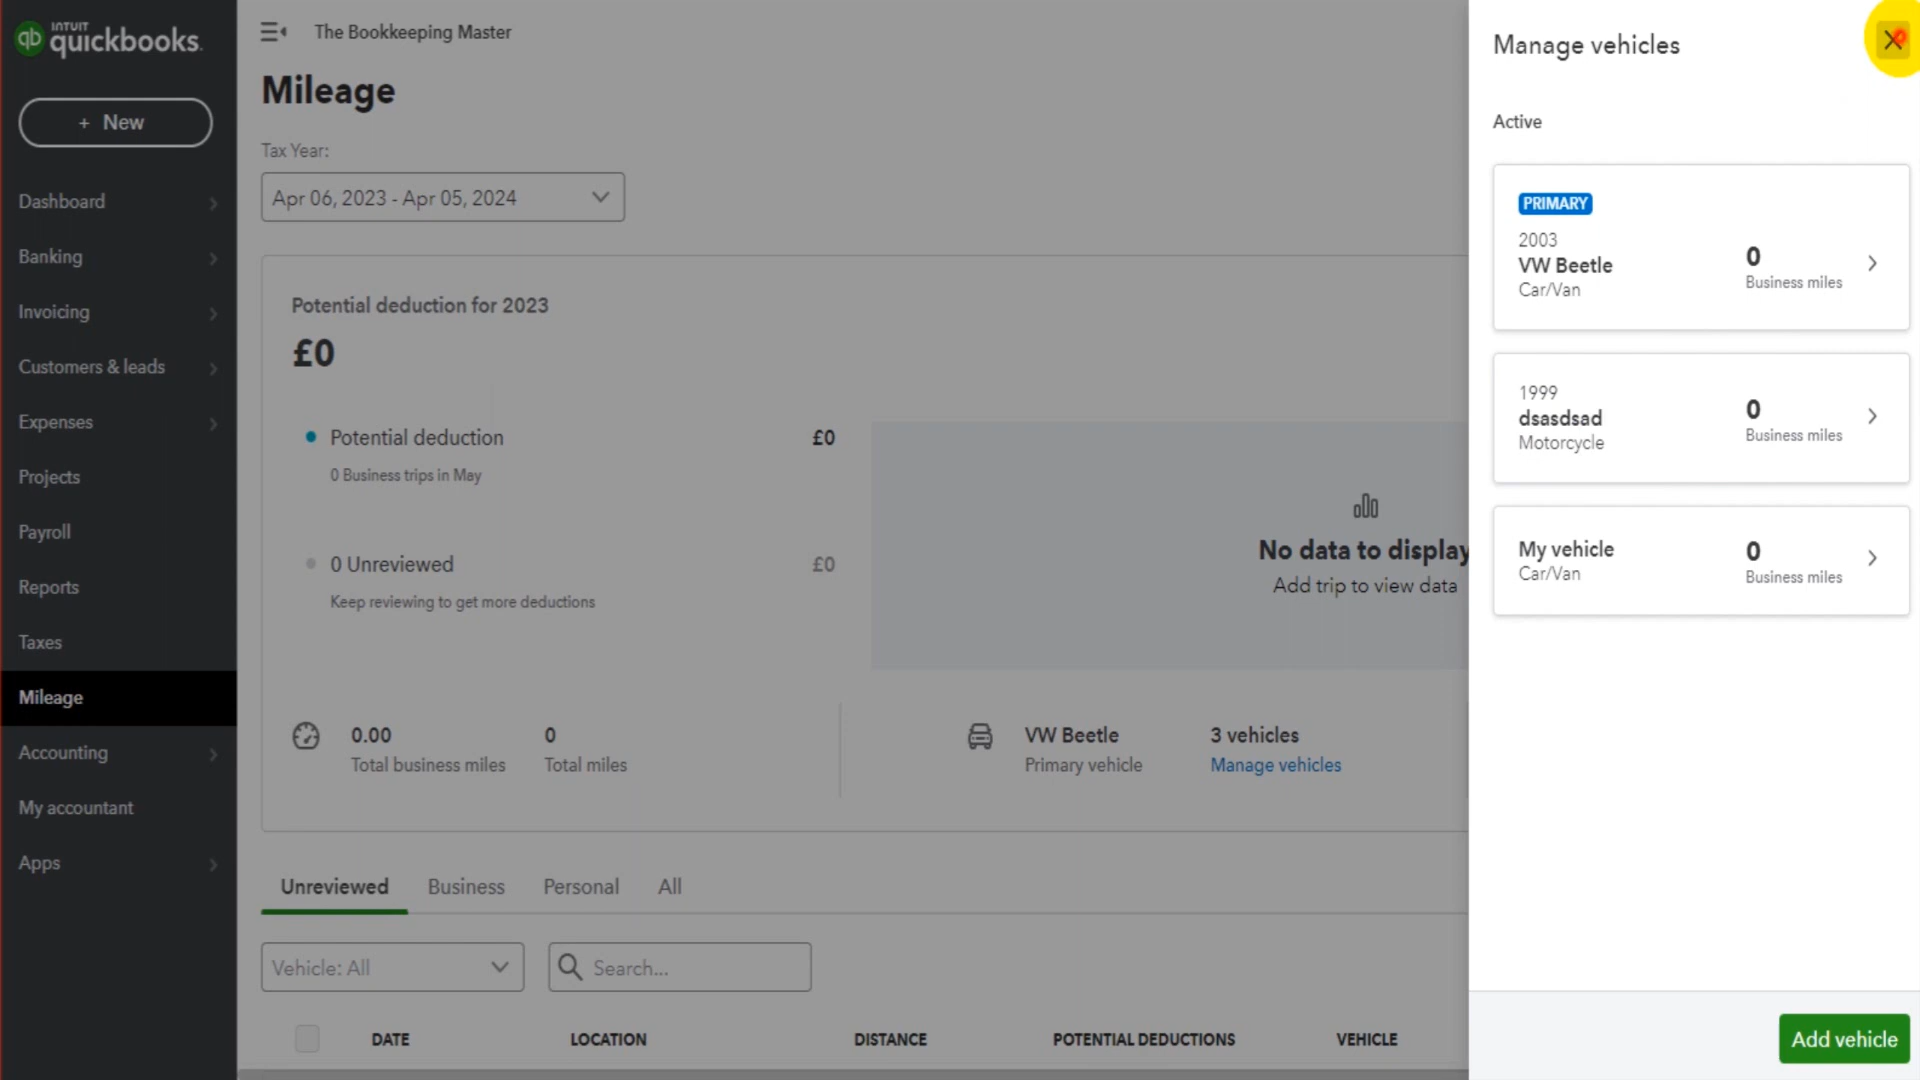 INTUIT
quickbooks.
qb
+ New
Dashboard
Banking
Invoicing
Customers & leads
Expenses
Projects
Payroll
Reports
Taxes
Mileage
Accounting
My accountant
Apps
The Bookkeeping Master
Mileage
Tax Year:
Apr 06, 2023 - Apr 05, 2024
Potential deduction for 2023
£0
Potential deduction £0
0 Business trips in May
0 Unreviewed £0
Keep reviewing to get more deductions
No data to display
Add trip to view data
0.00
Total business miles
0
Total miles
VW Beetle
Primary vehicle
3 vehicles
Manage vehicles
Unreviewed Business Personal All
Vehicle: All
Search...
DATE LOCATION DISTANCE POTENTIAL DEDUCTIONS VEHICLE
Manage vehicles
Active
PRIMARY
2003
VW Beetle
Car/Van
0
Business miles
1999
dsasdsad
Motorcycle
0
Business miles
My vehicle
Car/Van
0
Business miles
Add vehicle